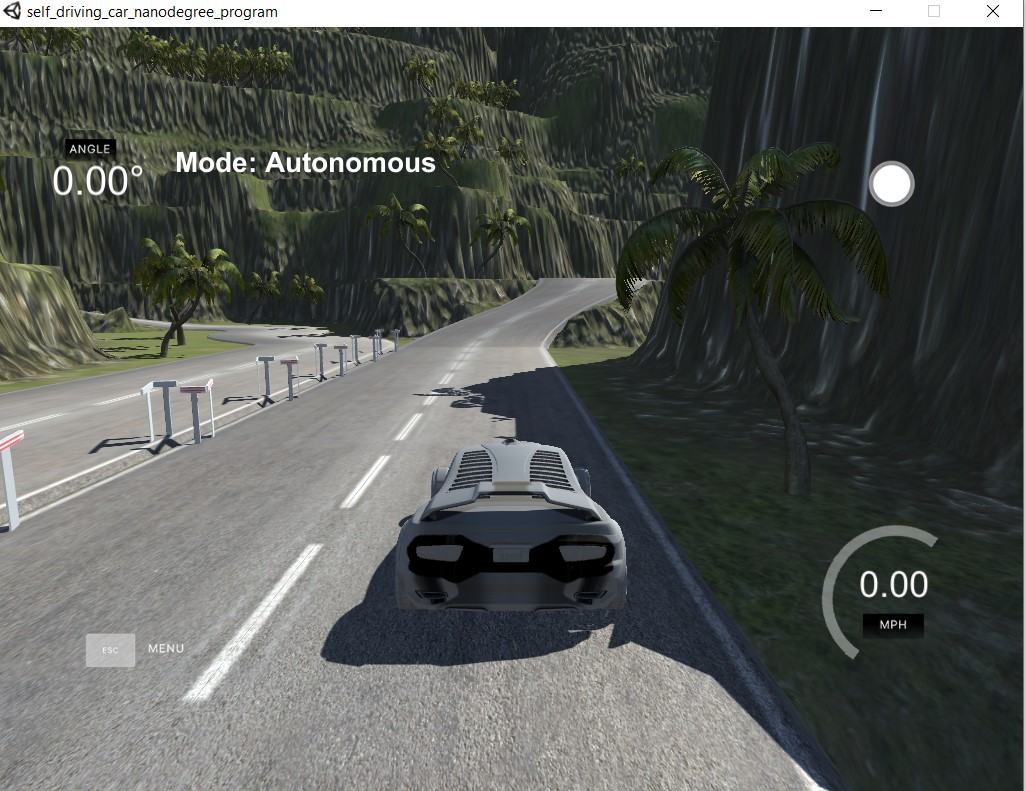 self_driving_car_nanodegree_program
ANGLE
0.00°
Mode: Autonomous
0.00
MPH
ESC
MENU